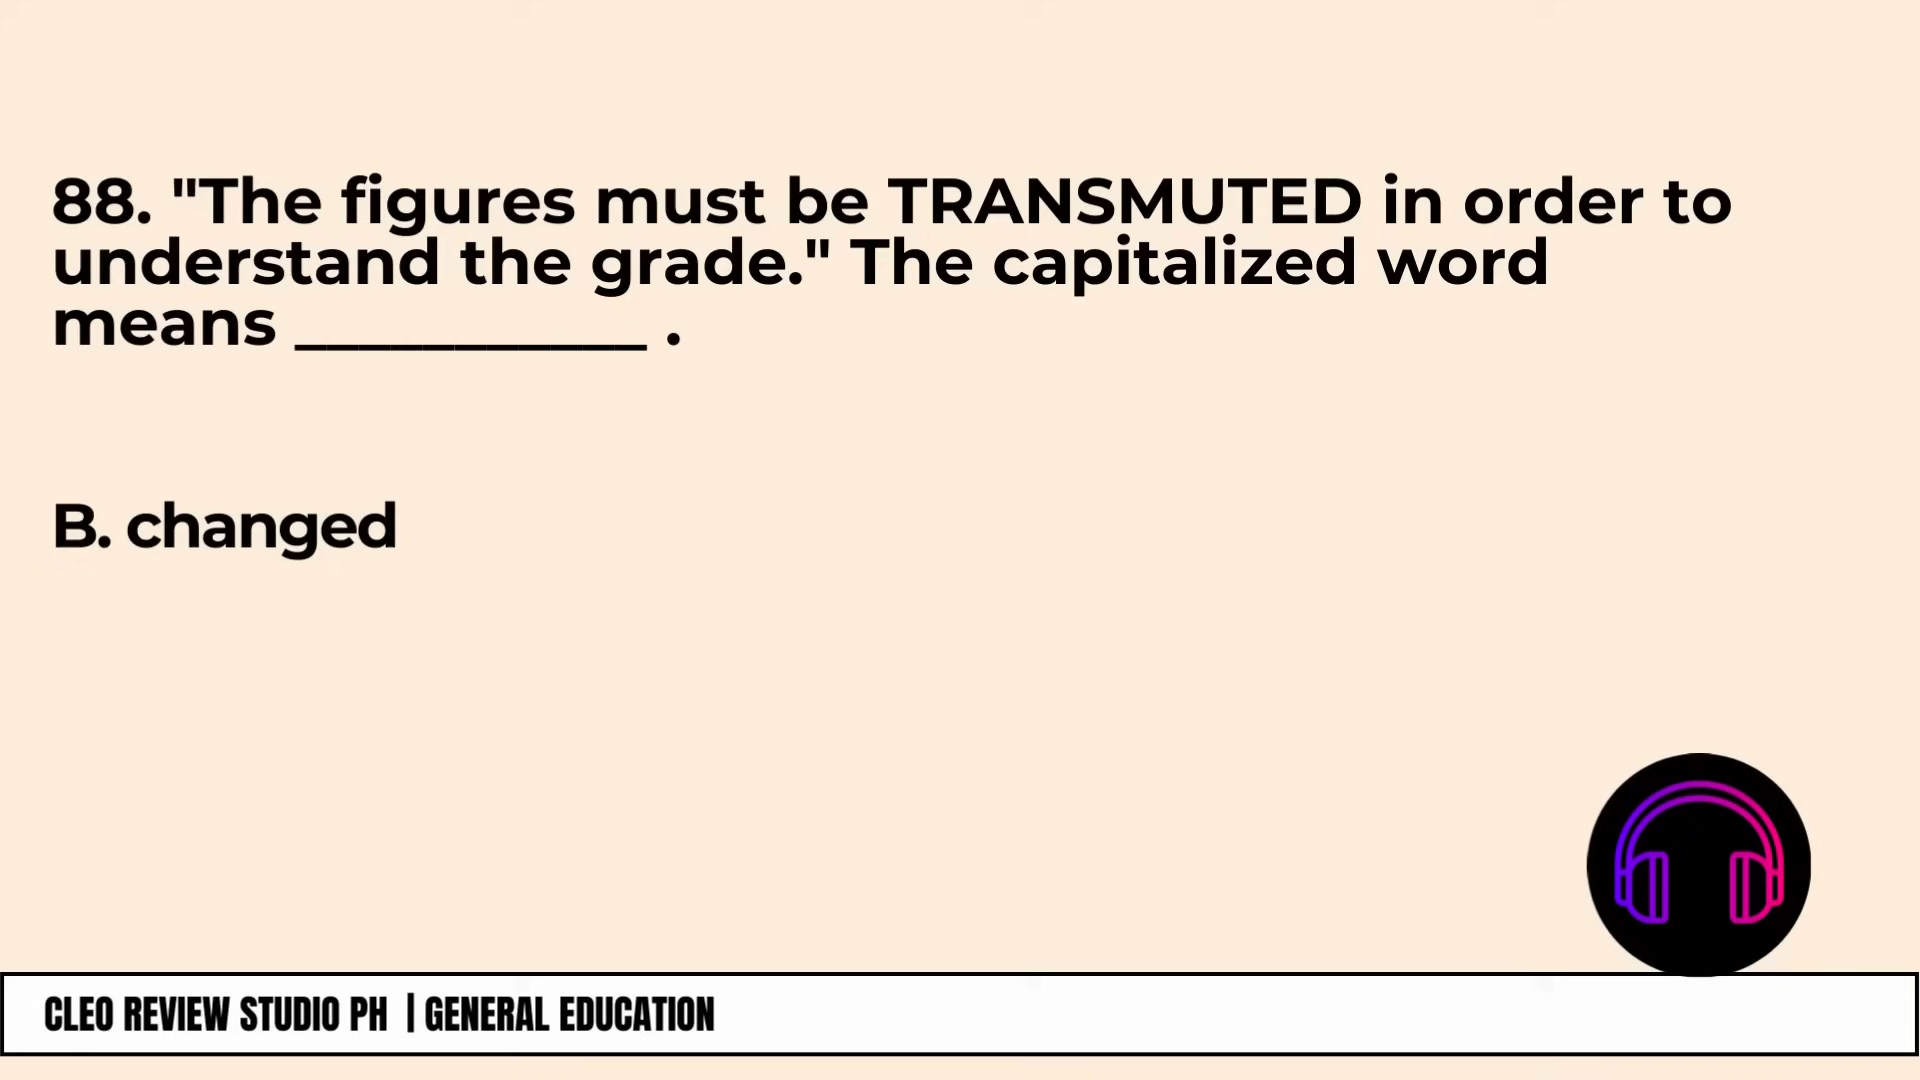 88. "The figures must be TRANSMUTED in order to
understand the grade." The capitalized word
means ___________ .
B. changed
CLEO REVIEW STUDIO PH | GENERAL EDUCATION